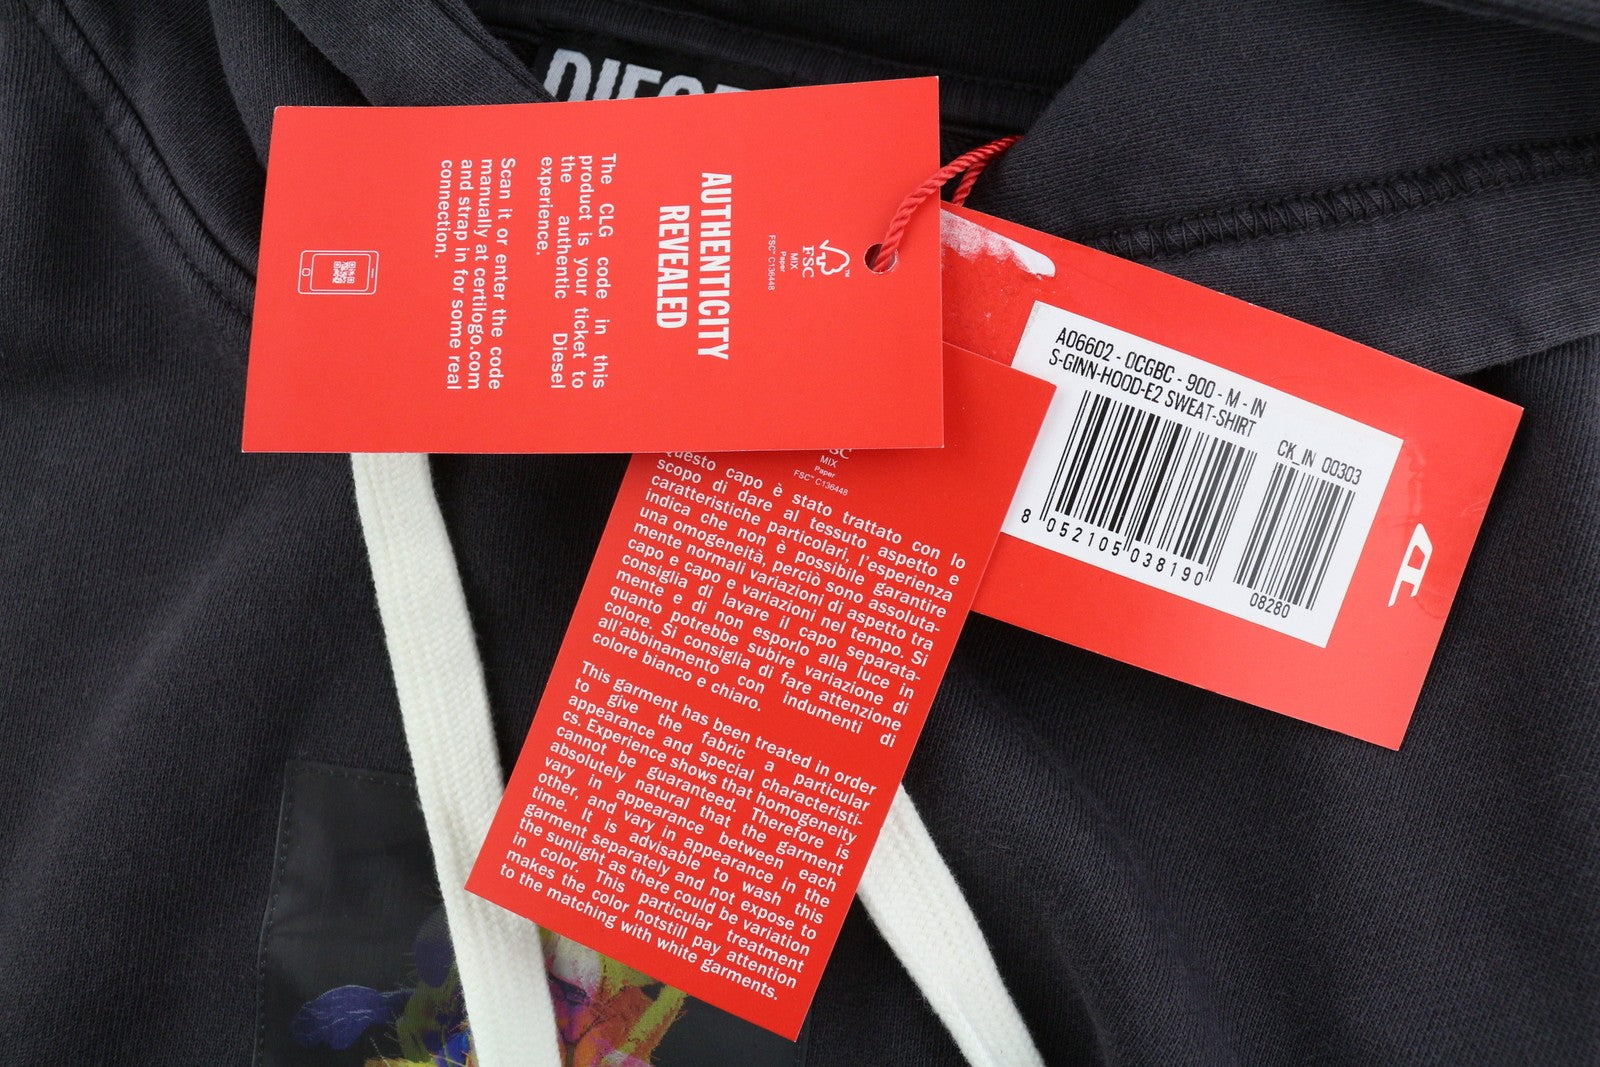 AUTHENTICITY
REVEALED
The CLG code in this
product is your ticket to
the authentic Diesel
experience.
Scan it or enter the code
manually at certilogo.com
and strap in for some real
connection.
FSC
MIX
Paper
FSC™ C136448
A06602 - 0CGBC - 900 - M - IN
S-GINN-HOOD-E2 SWEAT-SHIRT
CK_IN 00303
8 052105 038190
08280
D
FSC
MIX
Paper
FSC™ C136448
Questo capo è stato trattato con lo
scopo di dare al tessuto aspetto e
caratteristiche particolari, l'esperienza
indica che non è possibile garantire
una omogeneità, perciò sono assoluta-
mente normali variazioni di aspetto tra
capo e capo e variazioni nel tempo. Si
consiglia di lavare il capo separata-
mente e di non esporlo alla luce in
quanto potrebbe subire variazione di
colore. Si consiglia di fare attenzione
all'abbinamento con indumenti di
colore bianco e chiaro.
This garment has been treated in order
to give the fabric a particular
appearance and special characteristi-
cs. Experience shows that homogeneity
cannot be guaranteed. Therefore is
absolutely natural that the garment
vary in appearance between each
other, and vary in appearance in the
time. It is advisable to wash this
garment separately and not expose to
the sunlight as there could be variation
in color. This particular treatment
makes the color notstill pay attention
to the matching with white garments.